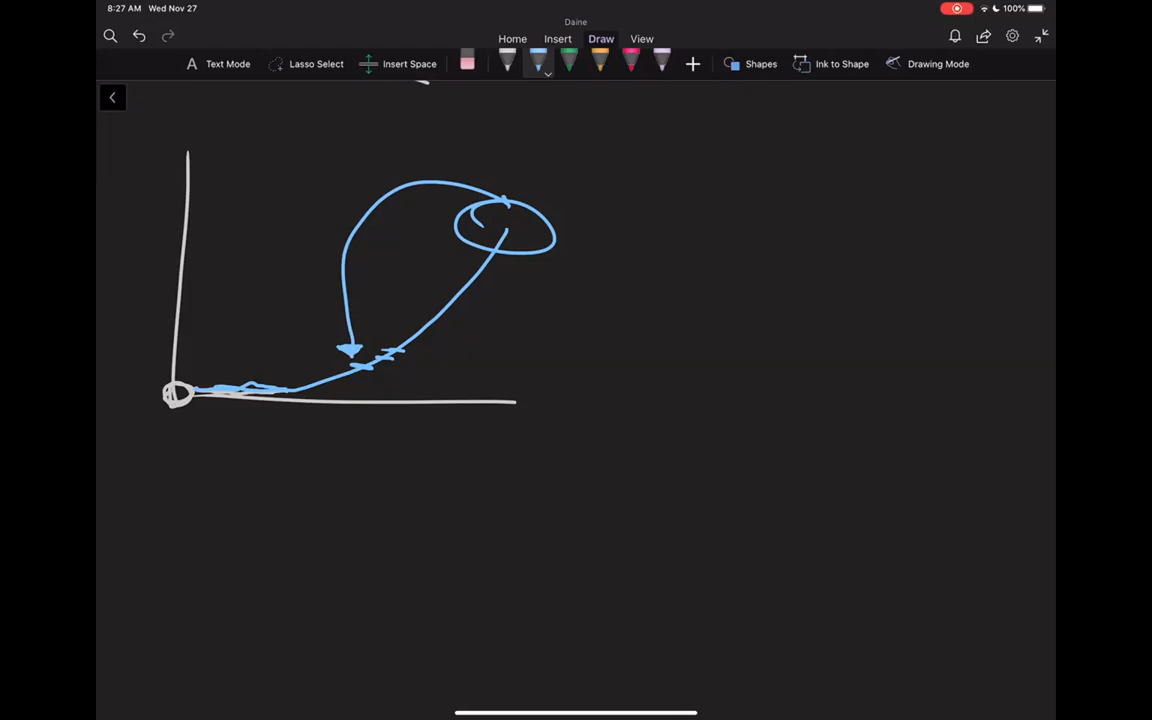 8:27 AM Wed Nov 27
100%
Daine
Home Insert Draw View
Text Mode Lasso Select Insert Space Shapes Ink to Shape Drawing Mode